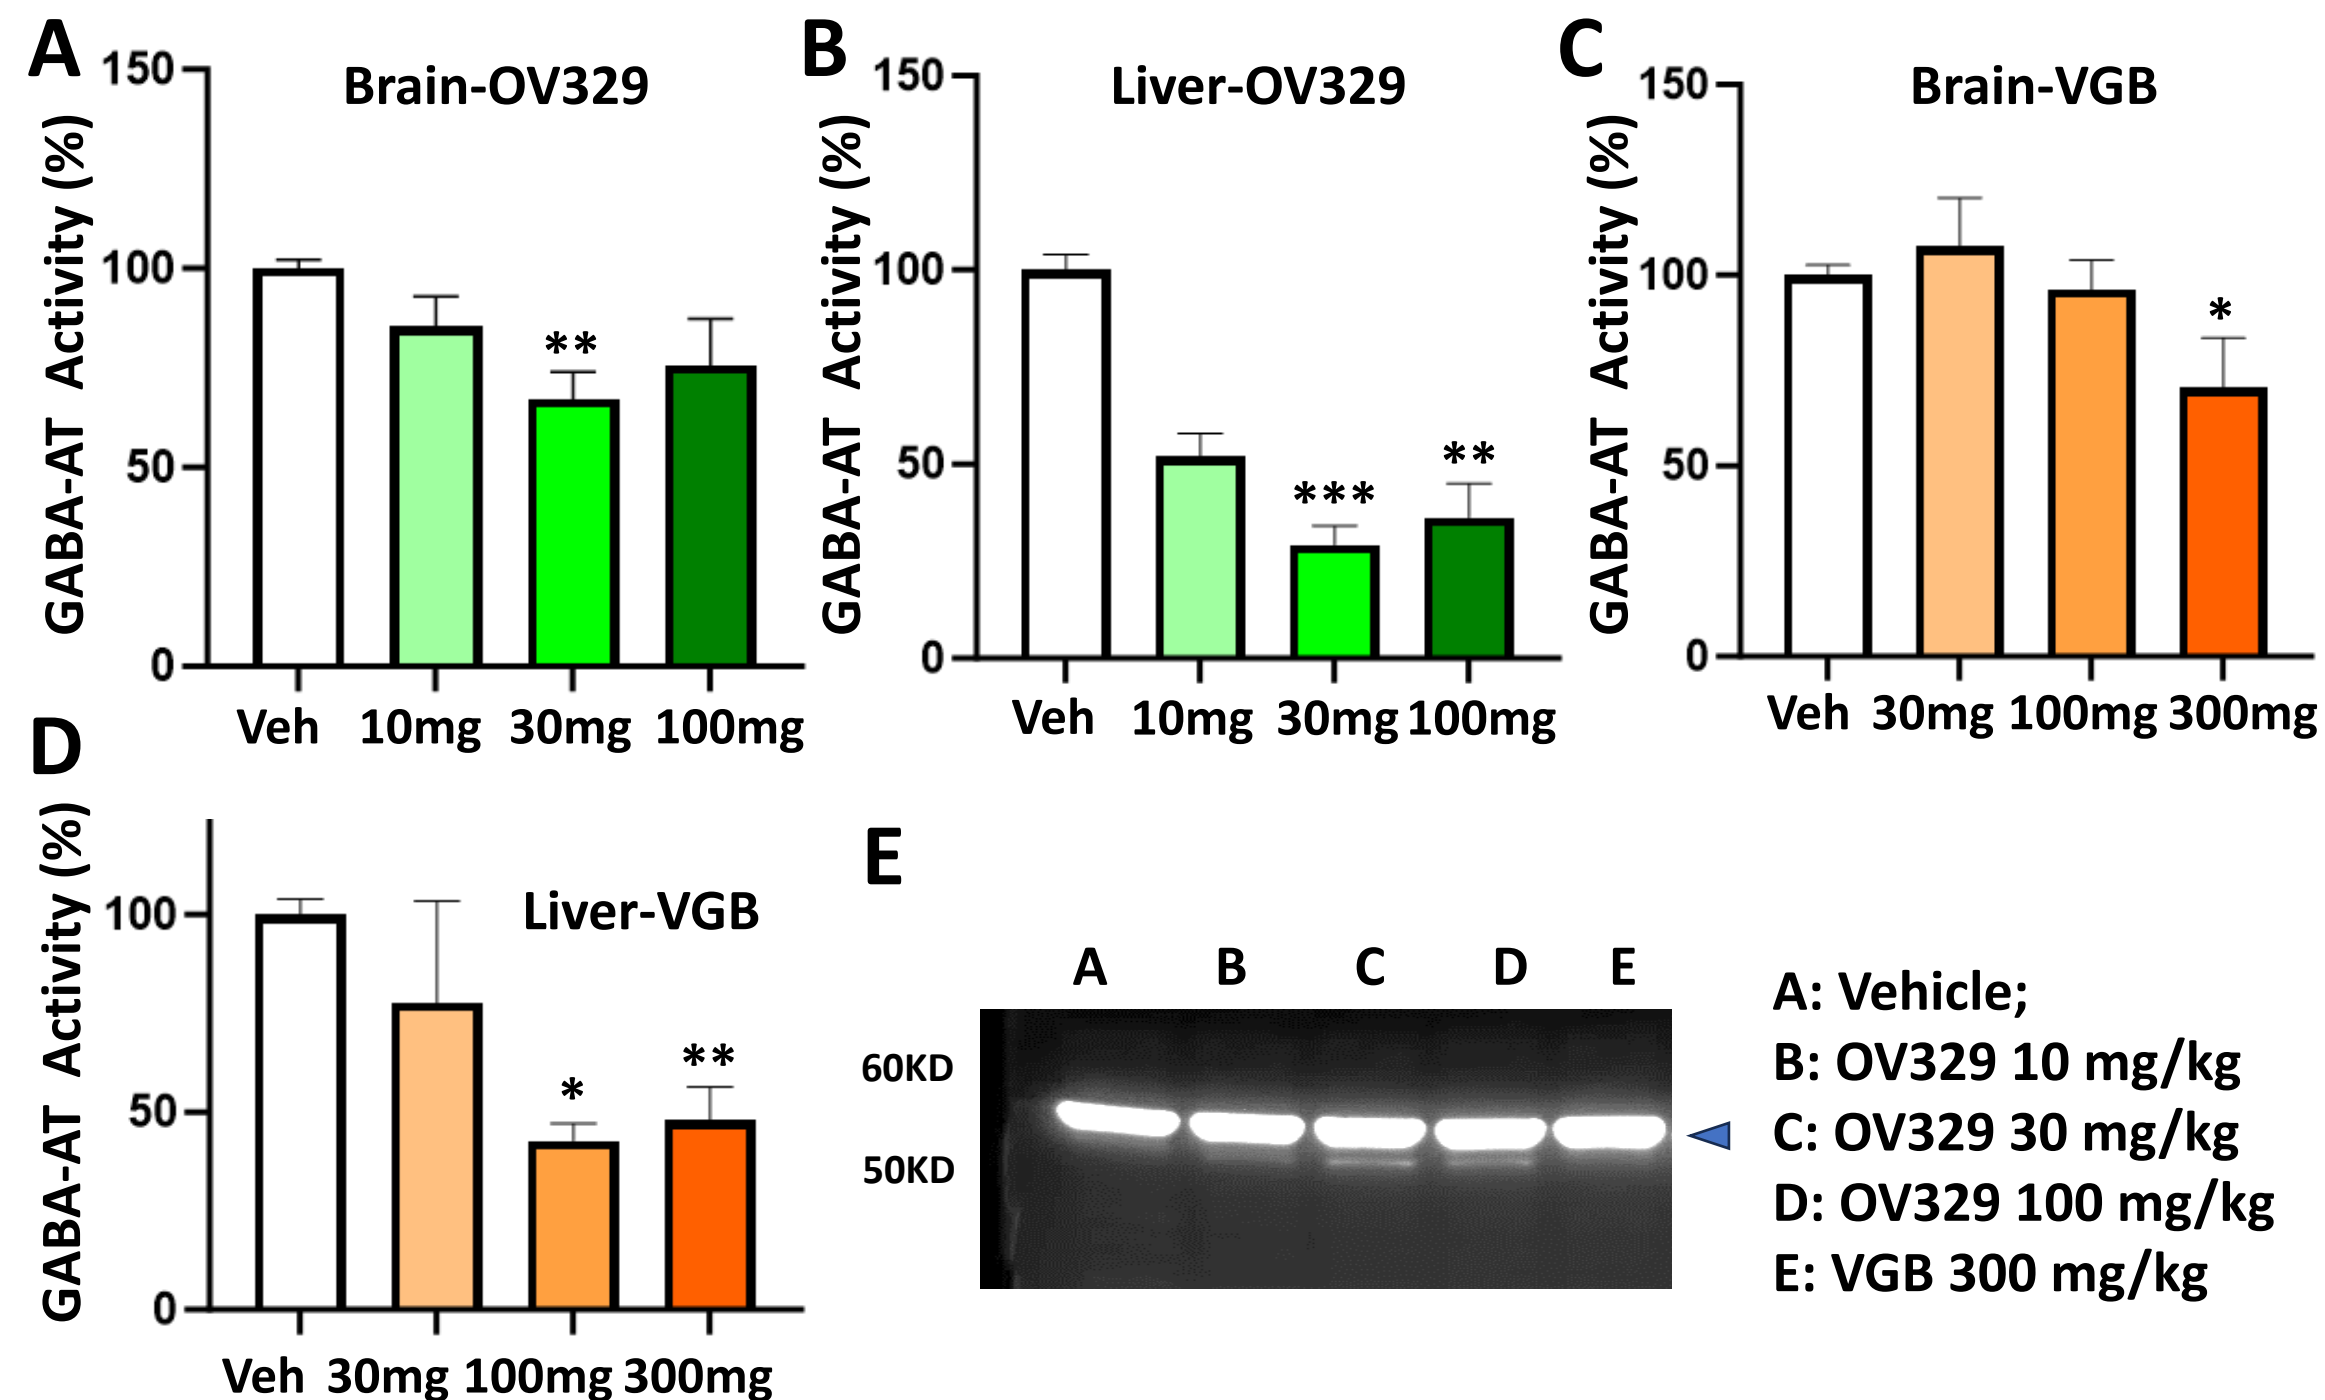 A
Brain-OV329
GABA-AT Activity (%)
150
100
50
0
**
Veh 10mg 30mg 100mg
B
Liver-OV329
GABA-AT Activity (%)
150
100
50
0
***
**
Veh 10mg 30mg 100mg
C
Brain-VGB
GABA-AT Activity (%)
150
100
50
0
*
Veh 30mg 100mg 300mg
D
Liver-VGB
GABA-AT Activity (%)
100
50
0
*
**
Veh 30mg 100mg 300mg
E
A B C D E
60KD
50KD
A: Vehicle;
B: OV329 10 mg/kg
C: OV329 30 mg/kg
D: OV329 100 mg/kg
E: VGB 300 mg/kg